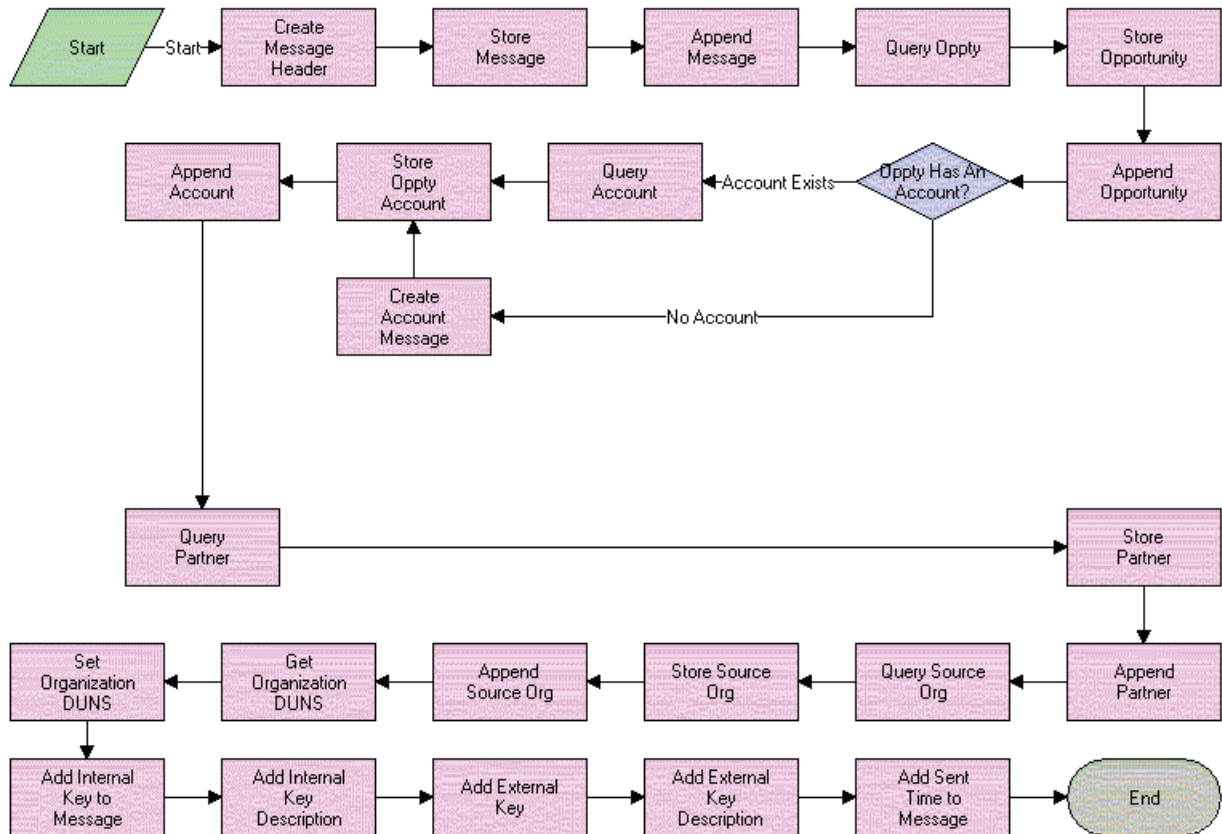 Start
Start
Create
Message
Header
Store
Message
Append
Message
Query Oppty
Store
Opportunity
Append
Account
Store
Oppty
Account
Query
Account
Account Exists
Oppty Has An
Account?
Append
Opportunity
Create
Account
Message
No Account
Query
Partner
Store
Partner
Set
Organization
DUNS
Get
Organization
DUNS
Append
Source Org
Store Source
Org
Query Source
Org
Append
Partner
Add Internal
Key to
Message
Add Internal
Key
Description
Add External
Key
Add External
Key
Description
Add Sent
Time to
Message
End